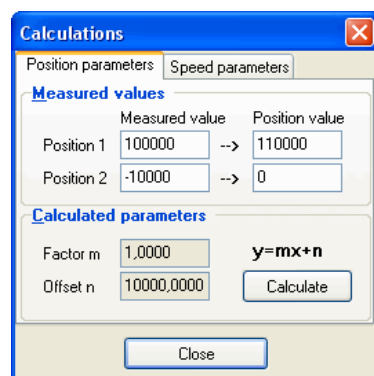 Calculations
Position parameters Speed parameters
Measured values
Measured value Position value
Position 1 100000 --> 110000
Position 2 -10000 --> 0
Calculated parameters
Factor m 1,0000 y=mx+n
Offset n 10000,0000 Calculate
Close